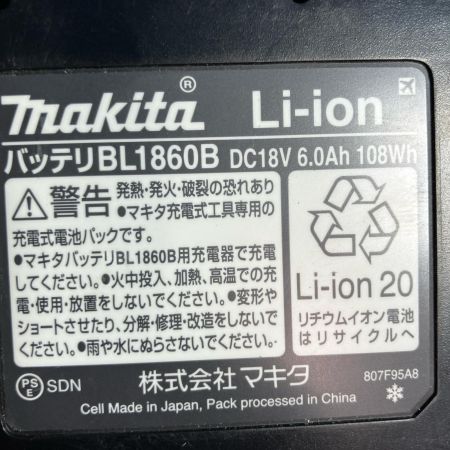 makita® Li-ion
バッテリBL1860B DC18V 6.0Ah 108Wh
警告 発熱・発火・破裂の恐れあり
●マキタ充電式工具専用の
充電式電池パックです。
●マキタバッテリBL1860B用充電器で充電
してください。●火中投入、加熱、高温での充
電・使用・放置をしないでください。●変形や
ショートさせたり、分解・修理・改造をしないで
ください。●雨や水にぬらさないでください。
Li-ion 20
リチウムイオン電池
はリサイクルへ
PS
E SDN 株式会社マキタ 807F95A8
Cell Made in Japan, Pack processed in China